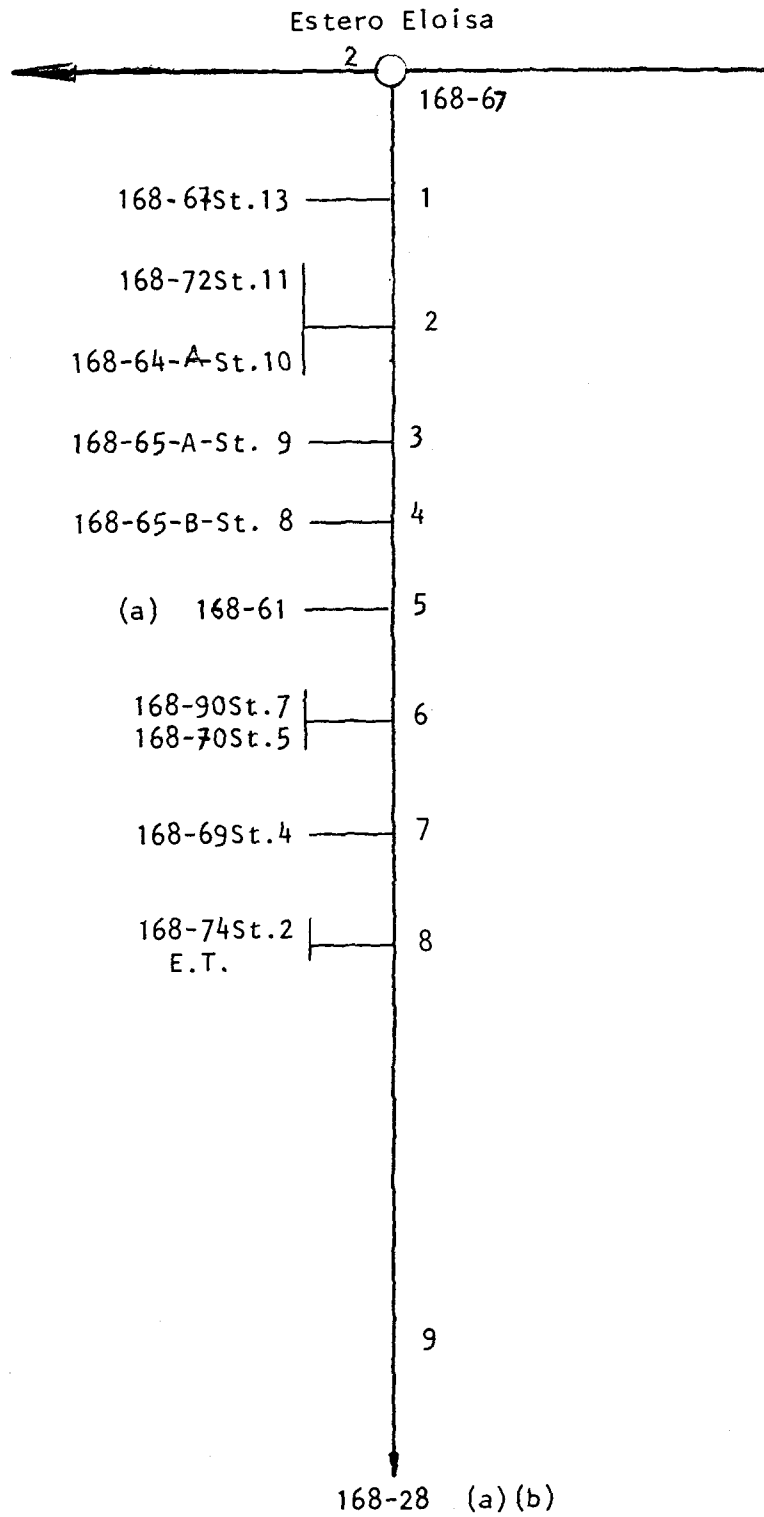 Estero Eloisa
2
168-67
168-67St.13 1
168-72St.11
2
168-64-A-St.10
168-65-A-St. 9 3
168-65-B-St. 8 4
(a) 168-61 5
168-90St.7
6
168-70St.5
168-69St.4 7
168-74St.2
8
E.T.
9
168-28 (a)(b)